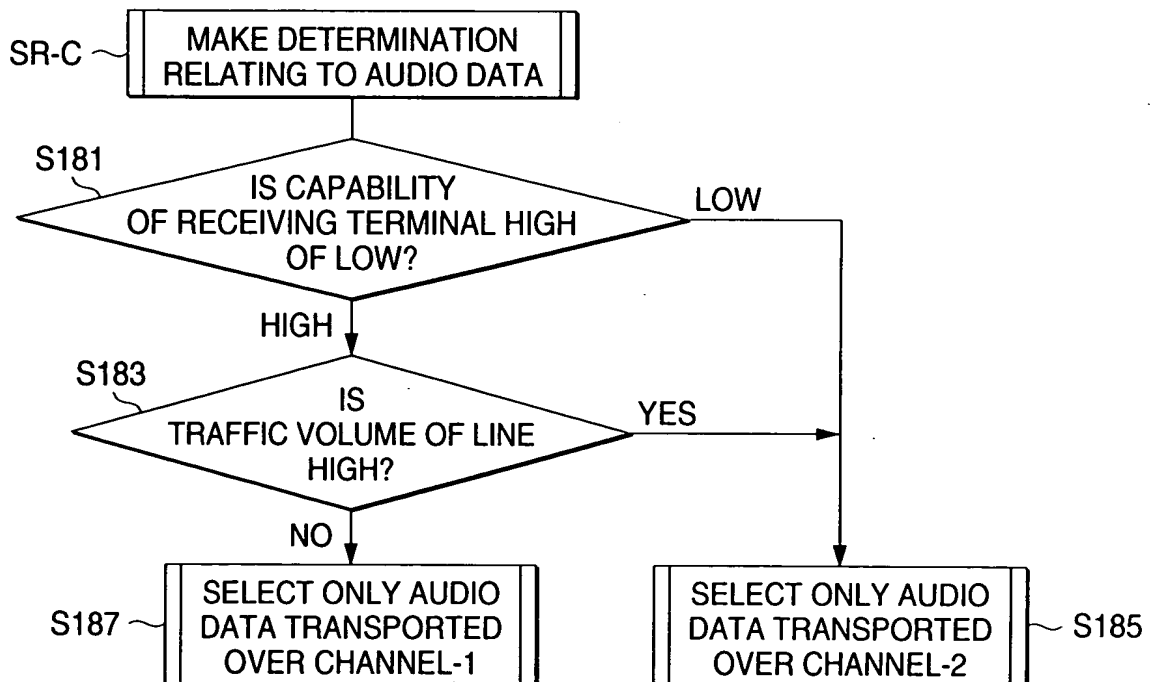 SR-C
MAKE DETERMINATION
RELATING TO AUDIO DATA
S181
IS CAPABILITY
OF RECEIVING TERMINAL HIGH
OF LOW?
LOW
HIGH
S183
IS
TRAFFIC VOLUME OF LINE
HIGH?
YES
NO
S187
SELECT ONLY AUDIO
DATA TRANSPORTED
OVER CHANNEL-1
SELECT ONLY AUDIO
DATA TRANSPORTED
OVER CHANNEL-2
S185